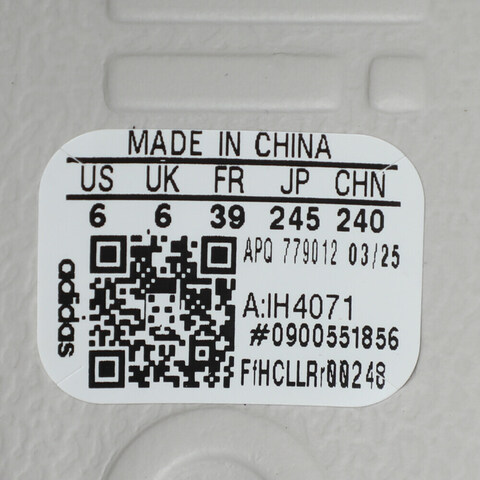 MADE IN CHINA
US UK FR JP CHN
6 6 39 245 240
APQ 779012 03/25
A:IH4071
#0900551856
FfHCLLRr00248
adidas